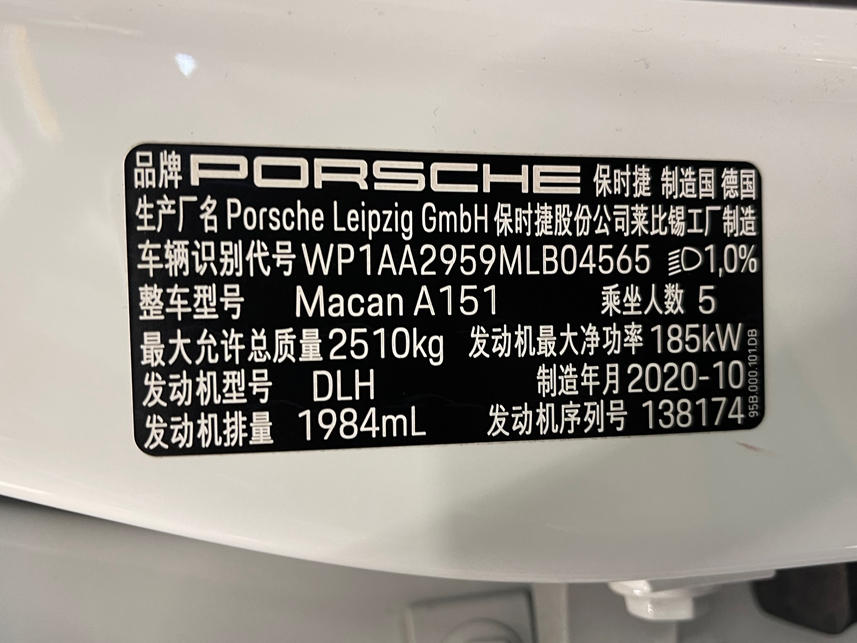 品牌 PORSCHE 保时捷 制造国 德国
生产厂名 Porsche Leipzig GmbH 保时捷股份公司莱比锡工厂制造
车辆识别代号 WP1AA2959MLB04565 1,0%
整车型号 Macan A151 乘坐人数 5
最大允许总质量 2510kg 发动机最大净功率 185kW
发动机型号 DLH 制造年月 2020-10
发动机排量 1984mL 发动机序列号 138174
95B.000.101.DB